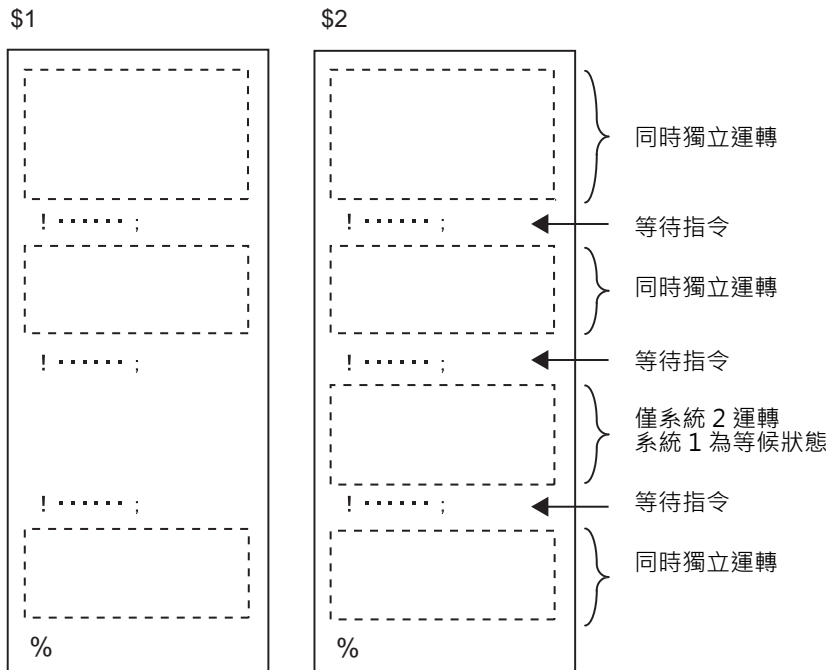 $1 $2
同時獨立運轉
! ······ ; ! ······ ; 等待指令
同時獨立運轉
! ······ ; ! ······ ; 等待指令
僅系統 2 運轉
系統 1 為等候狀態
! ······ ; ! ······ ; 等待指令
同時獨立運轉
% %